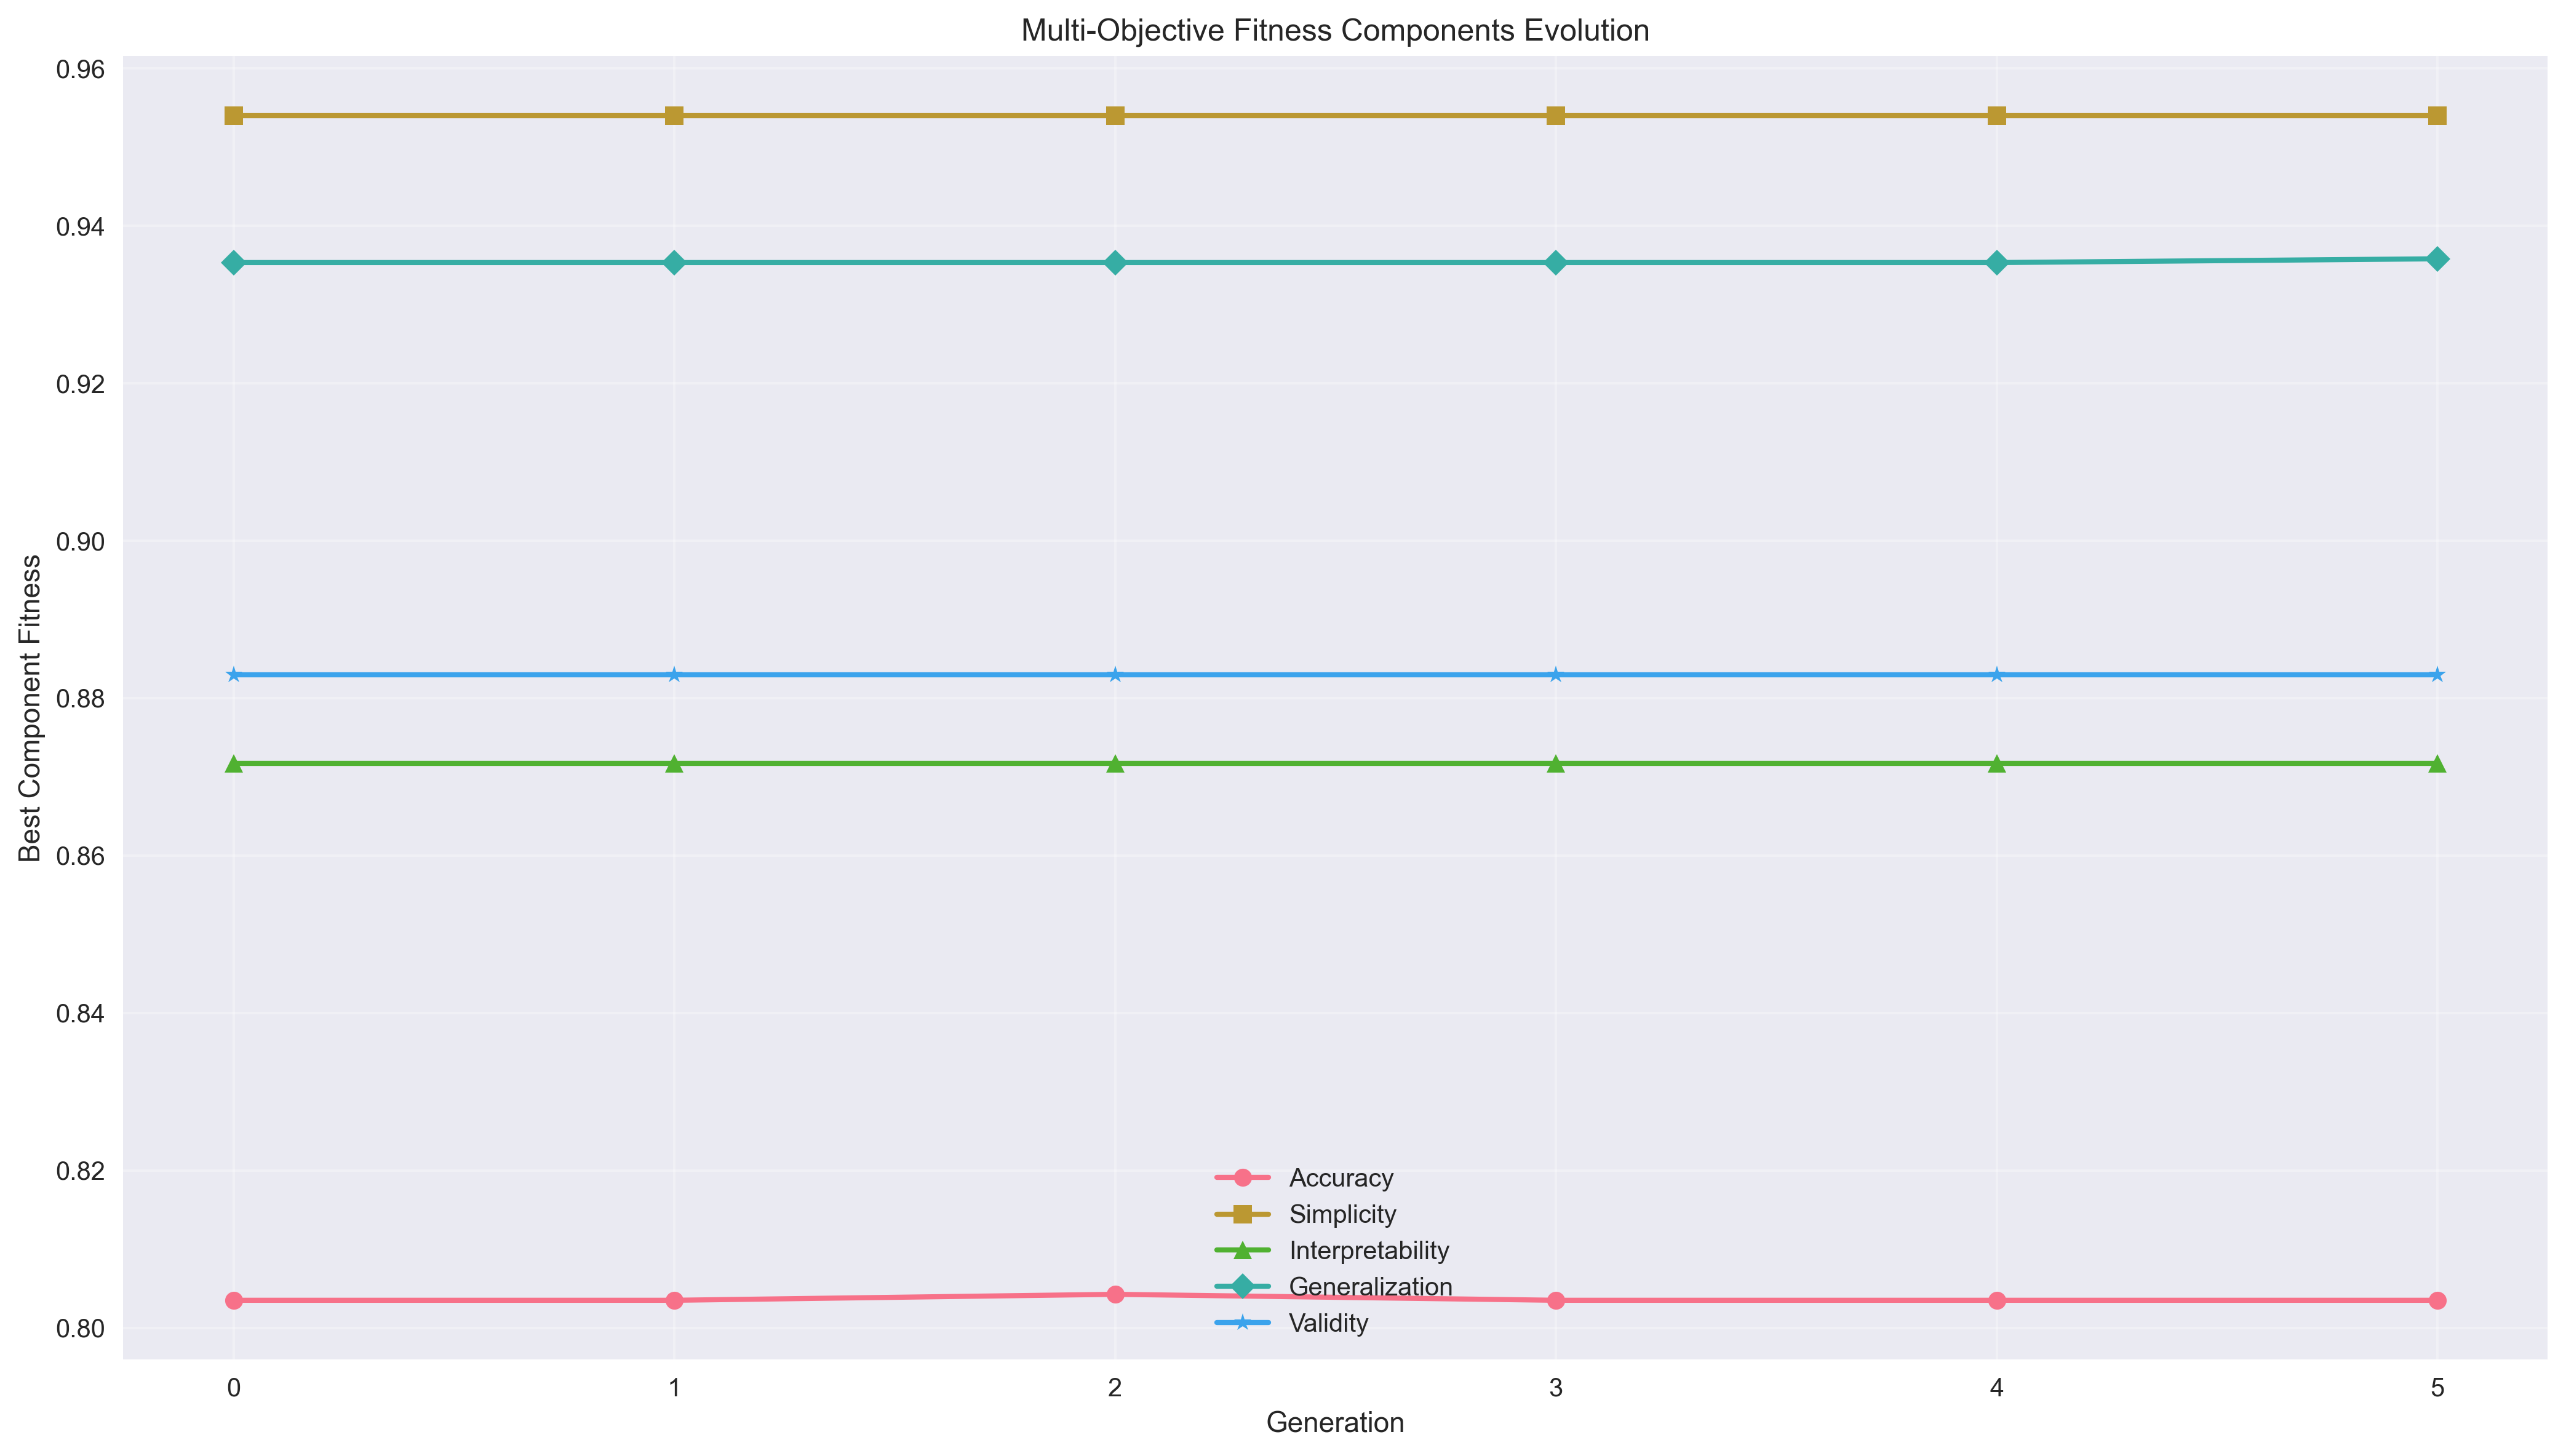 Multi-Objective Fitness Components Evolution
0.96
0.94
0.92
0.90
0.88
0.86
0.84
0.82
0.80
Best Component Fitness
Accuracy
Simplicity
Interpretability
Generalization
Validity
0 1 2 3 4 5
Generation